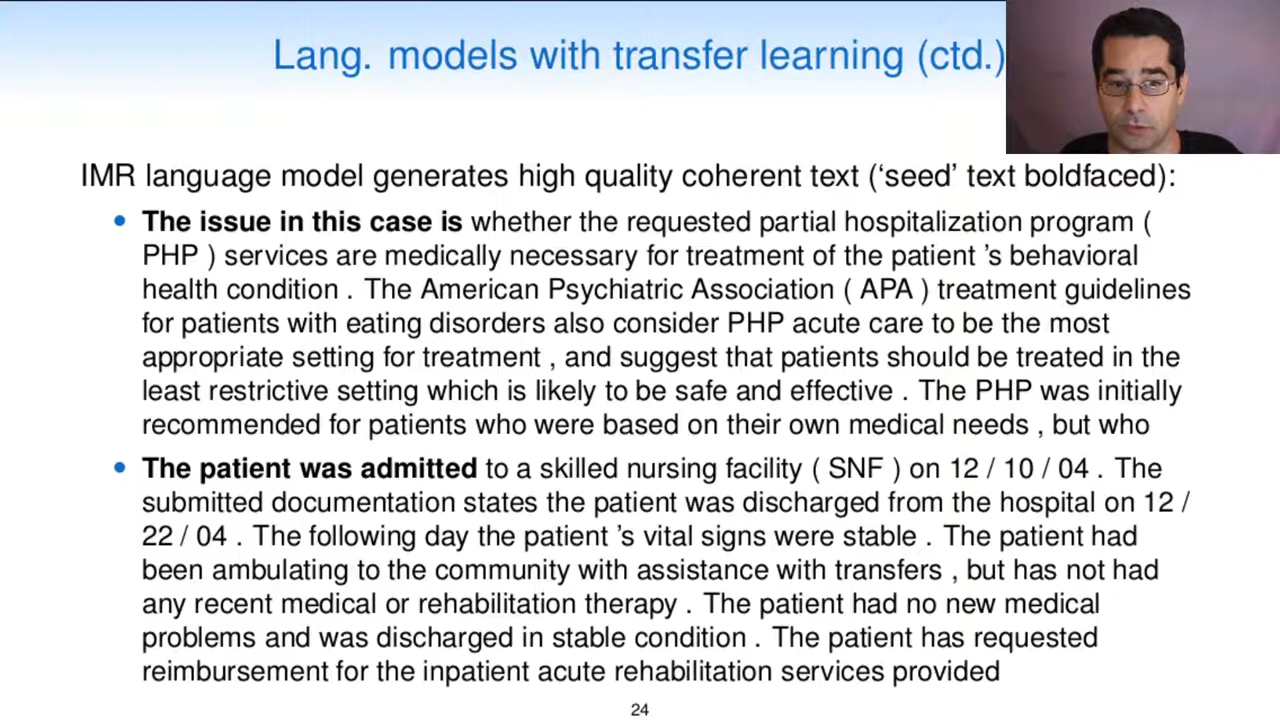 Lang. models with transfer learning (ctd.)
IMR language model generates high quality coherent text (‘seed’ text boldfaced):
• The issue in this case is whether the requested partial hospitalization program (
PHP ) services are medically necessary for treatment of the patient ’s behavioral
health condition . The American Psychiatric Association ( APA ) treatment guidelines
for patients with eating disorders also consider PHP acute care to be the most
appropriate setting for treatment , and suggest that patients should be treated in the
least restrictive setting which is likely to be safe and effective . The PHP was initially
recommended for patients who were based on their own medical needs , but who
• The patient was admitted to a skilled nursing facility ( SNF ) on 12 / 10 / 04 . The
submitted documentation states the patient was discharged from the hospital on 12 /
22 / 04 . The following day the patient ’s vital signs were stable . The patient had
been ambulating to the community with assistance with transfers , but has not had
any recent medical or rehabilitation therapy . The patient had no new medical
problems and was discharged in stable condition . The patient has requested
reimbursement for the inpatient acute rehabilitation services provided
24